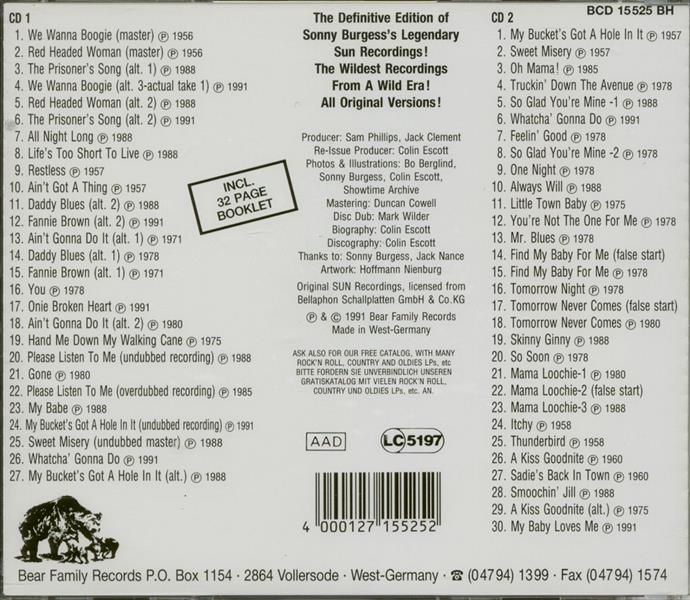 CD 1
1. We Wanna Boogie (master) Ⓟ 1956
2. Red Headed Woman (master) Ⓟ 1956
3. The Prisoner's Song (alt. 1) Ⓟ 1988
4. We Wanna Boogie (alt. 3-actual take 1) Ⓟ 1991
5. Red Headed Woman (alt. 2) Ⓟ 1988
6. The Prisoner's Song (alt. 2) Ⓟ 1991
7. All Night Long Ⓟ 1988
8. Life's Too Short To Live Ⓟ 1988
9. Restless Ⓟ 1957
10. Ain't Got A Thing Ⓟ 1957
11. Daddy Blues (alt. 2) Ⓟ 1988
12. Fannie Brown (alt. 2) Ⓟ 1991
13. Ain't Gonna Do It (alt. 1) Ⓟ 1971
14. Daddy Blues (alt. 1) Ⓟ 1978
15. Fannie Brown (alt. 1) Ⓟ 1971
16. You Ⓟ 1978
17. Onie Broken Heart Ⓟ 1991
18. Ain't Gonna Do It (alt. 2) Ⓟ 1980
19. Hand Me Down My Walking Cane Ⓟ 1975
20. Please Listen To Me (undubbed recording) Ⓟ 1988
21. Gone Ⓟ 1980
22. Please Listen To Me (overdubbed recording) Ⓟ 1985
23. My Babe Ⓟ 1988
24. My Bucket's Got A Hole In It (undubbed recording) Ⓟ 1991
25. Sweet Misery (undubbed master) Ⓟ 1988
26. Whatcha' Gonna Do Ⓟ 1991
27. My Bucket's Got A Hole In It (alt.) Ⓟ 1988
INCL.
32 PAGE
BOOKLET
The Definitive Edition of
Sonny Burgess's Legendary
Sun Recordings!
The Wildest Recordings
From A Wild Era!
All Original Versions!
Producer: Sam Phillips, Jack Clement
Re-Issue Producer: Colin Escott
Photos & Illustrations: Bo Berglind,
Sonny Burgess, Colin Escott,
Showtime Archive
Mastering: Duncan Cowell
Disc Dub: Mark Wilder
Biography: Colin Escott
Discography: Colin Escott
Thanks to: Sonny Burgess, Jack Nance
Artwork: Hoffmann Nienburg
Original SUN Recordings, licensed from
Bellaphon Schallplatten GmbH & Co.KG
Ⓟ & © 1991 Bear Family Records
Made in West-Germany
ASK ALSO FOR OUR FREE CATALOG, WITH MANY
ROCK'N ROLL, COUNTRY AND OLDIES LPs, etc
BITTE FORDERN SIE UNVERBINDLICH UNSEREN
GRATISKATALOG MIT VIELEN ROCK'N ROLL,
COUNTRY UND OLDIES LPs, etc. AN.
AAD
LC 5197
4 000127 155252
BCD 15525 BH
CD 2
1. My Bucket's Got A Hole In It Ⓟ 1957
2. Sweet Misery Ⓟ 1957
3. Oh Mama! Ⓟ 1985
4. Truckin' Down The Avenue Ⓟ 1978
5. So Glad You're Mine -1 Ⓟ 1988
6. Whatcha' Gonna Do Ⓟ 1991
7. Feelin' Good Ⓟ 1978
8. So Glad You're Mine -2 Ⓟ 1978
9. One Night Ⓟ 1978
10. Always Will Ⓟ 1988
11. Little Town Baby Ⓟ 1975
12. You're Not The One For Me Ⓟ 1978
13. Mr. Blues Ⓟ 1978
14. Find My Baby For Me (false start)
15. Find My Baby For Me Ⓟ 1978
16. Tomorrow Night Ⓟ 1978
17. Tomorrow Never Comes (false start)
18. Tomorrow Never Comes Ⓟ 1980
19. Skinny Ginny Ⓟ 1988
20. So Soon Ⓟ 1978
21. Mama Loochie-1 Ⓟ 1980
22. Mama Loochie-2 (false start)
23. Mama Loochie-3 Ⓟ 1988
24. Itchy Ⓟ 1958
25. Thunderbird Ⓟ 1958
26. A Kiss Goodnite Ⓟ 1960
27. Sadie's Back In Town Ⓟ 1960
28. Smoochin' Jill Ⓟ 1988
29. A Kiss Goodnite (alt.) Ⓟ 1975
30. My Baby Loves Me Ⓟ 1991
Bear Family Records P.O. Box 1154 · 2864 Vollersode · West-Germany · ☎ (04794) 1399 · Fax (04794) 1574